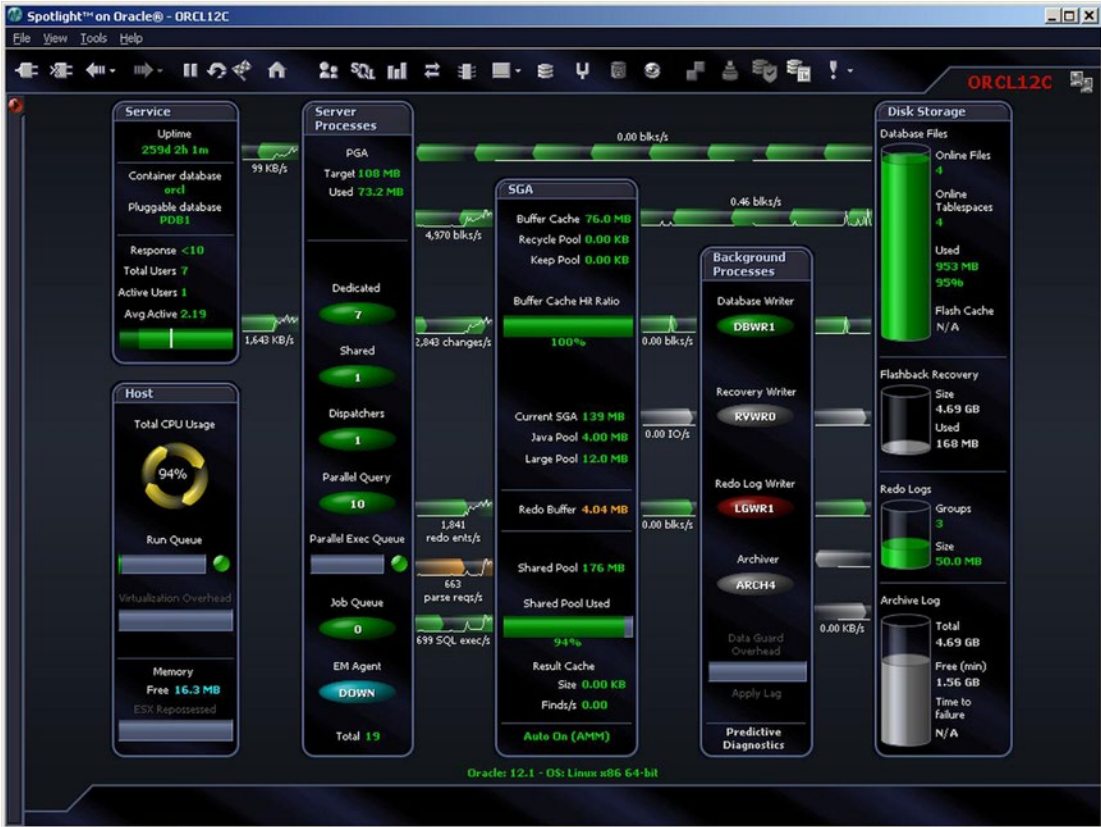 Spotlight™ on Oracle® - ORCL12C
File View Tools Help
SQL
ORCL12C
Service
Uptime
259d 2h 1m
Container database
orcl
Pluggable database
PDB1
Response <10
Total Users 7
Active Users 1
Avg Active 2.19
99 KB/s
1,643 KB/s
Host
Total CPU Usage
94%
Run Queue
Virtualization Overhead
Memory
Free 16.3 MB
ESX Repossessed
Server
Processes
PGA
Target 108 MB
Used 73.2 MB
Dedicated
7
Shared
1
Dispatchers
1
Parallel Query
10
Parallel Exec Queue
Job Queue
0
EM Agent
DOWN
Total 19
0.00 blks/s
4,970 blks/s
2,843 changes/s
1,841
redo ents/s
663
parse reqs/s
699 SQL exec/s
SGA
Buffer Cache 76.0 MB
Recycle Pool 0.00 KB
Keep Pool 0.00 KB
Buffer Cache Hit Ratio
100%
Current SGA 139 MB
Java Pool 4.00 MB
Large Pool 12.0 MB
Redo Buffer 4.04 MB
Shared Pool 176 MB
Shared Pool Used
94%
Result Cache
Size 0.00 KB
Finds/s 0.00
Auto On (AMM)
0.46 blks/s
0.00 blks/s
0.00 IO/s
0.00 blks/s
Background
Processes
Database Writer
DBWR1
Recovery Writer
RVWR0
Redo Log Writer
LGWR1
Archiver
ARCH4
Data Guard
Overhead
Apply Lag
Predictive
Diagnostics
0.00 KB/s
Disk Storage
Database Files
Online Files
4
Online
Tablespaces
4
Used
953 MB
95%
Flash Cache
N/A
Flashback Recovery
Size
4.69 GB
Used
168 MB
Redo Logs
Groups
3
Size
50.0 MB
Archive Log
Total
4.69 GB
Free (min)
1.56 GB
Time to
failure
N/A
Oracle: 12.1 - OS: Linux x86 64-bit